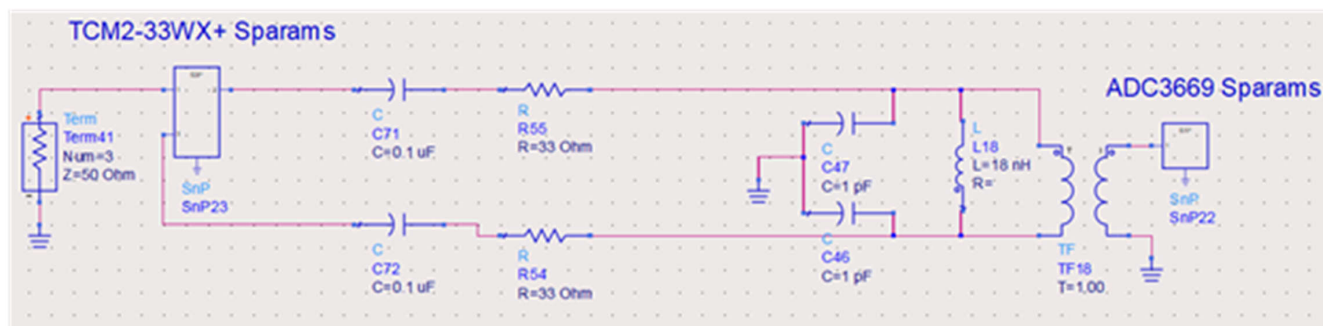 TCM2-33WX+ Sparams
ADC3669 Sparams
Term
Term41
Num=3
Z=50 Ohm
SnP
SnP23
C
C71
C=0.1 uF
R
R55
R=33 Ohm
C
C72
C=0.1 uF
R
R54
R=33 Ohm
C
C47
C=1 pF
C
C46
C=1 pF
L
L18
L=18 nH
R=
TF
TF18
T=1.00
SnP
SnP22